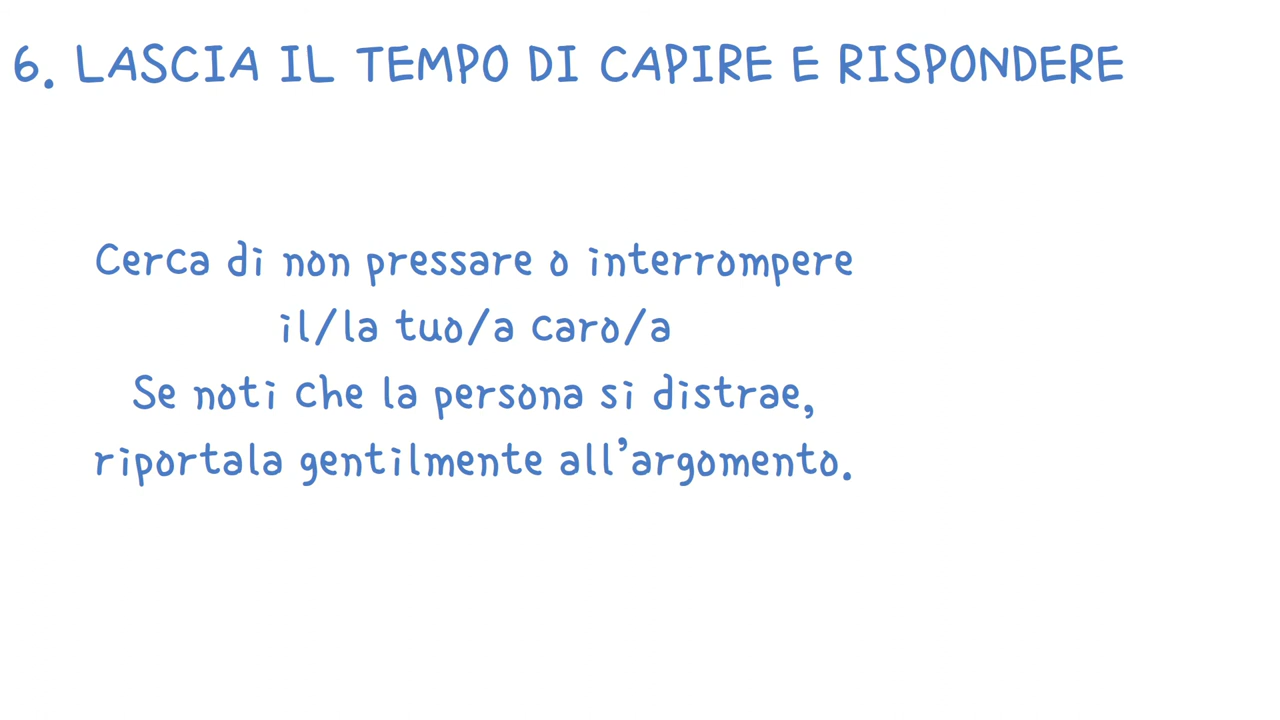 6. LASCIA IL TEMPO DI CAPIRE E RISPONDERE
Cerca di non pressare o interrompere
il/la tuo/a caro/a
Se noti che la persona si distrae,
riportala gentilmente all'argomento.